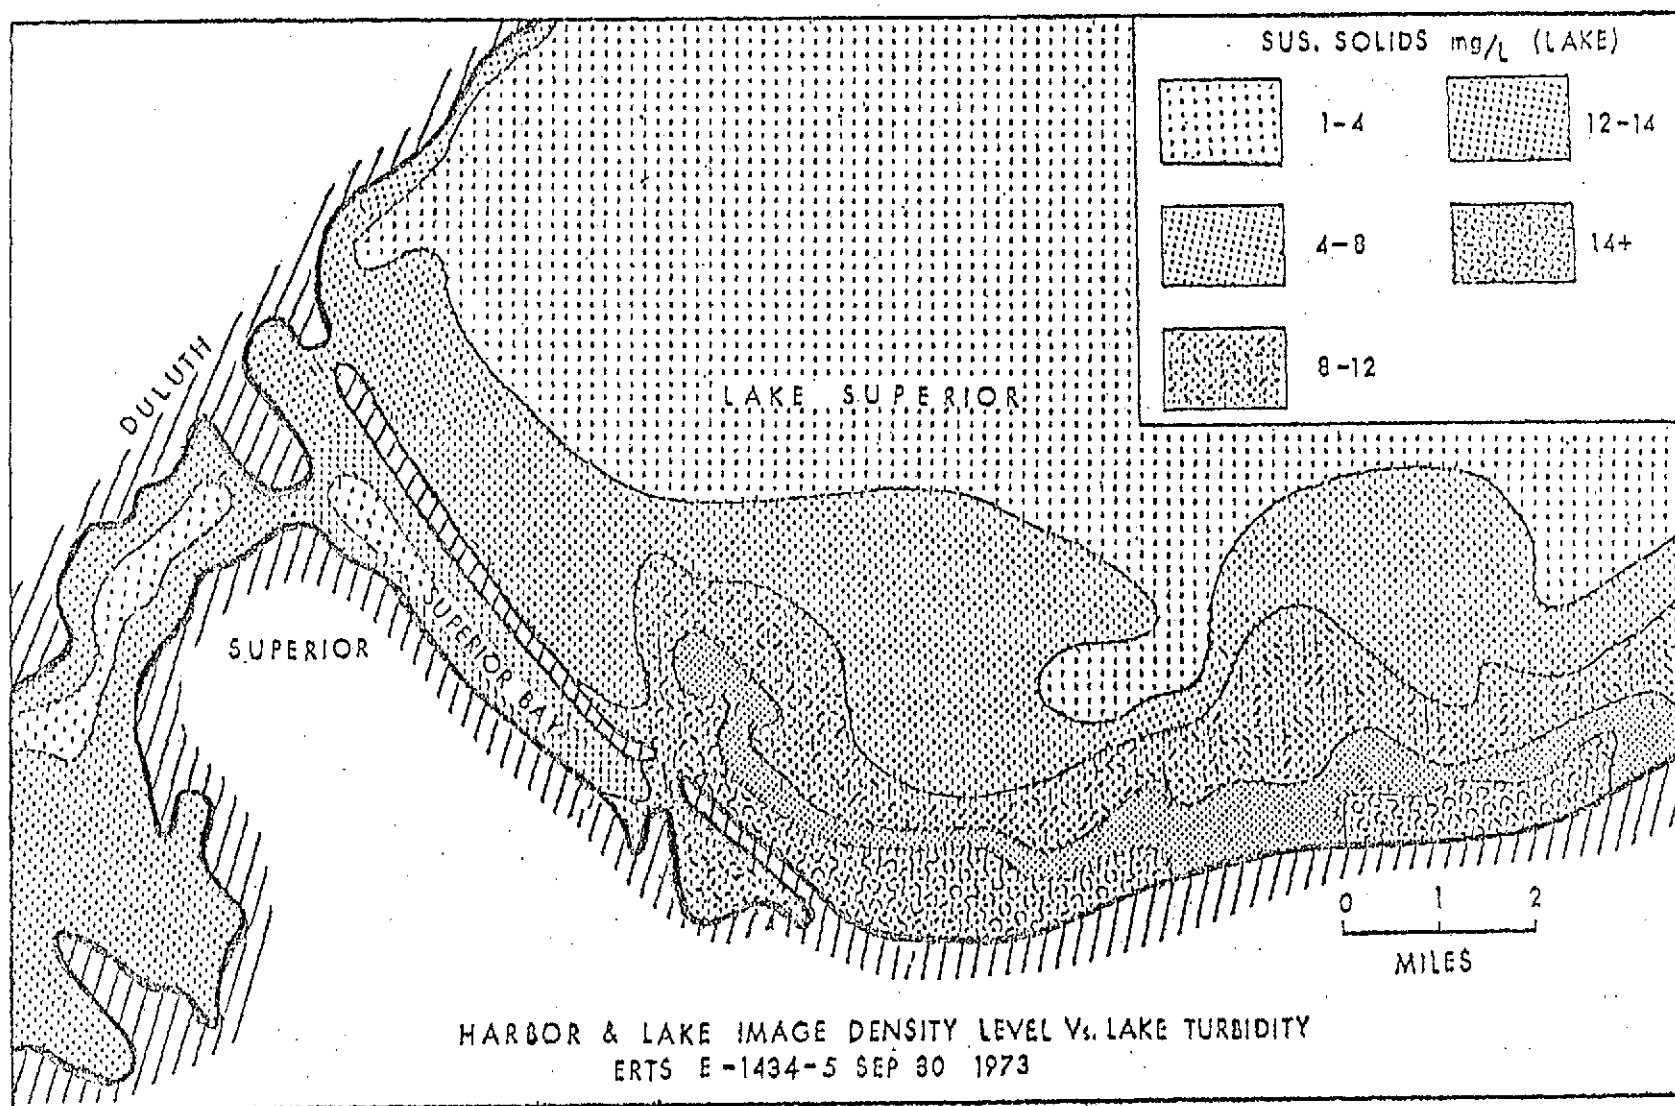 SUS. SOLIDS mg/L (LAKE)
1-4
12-14
4-8
14+
8-12
DULUTH
LAKE SUPERIOR
SUPERIOR
SUPERIOR BAY
0 1 2
MILES
HARBOR & LAKE IMAGE DENSITY LEVEL Vs. LAKE TURBIDITY
ERTS E-1434-5 SEP 30 1973